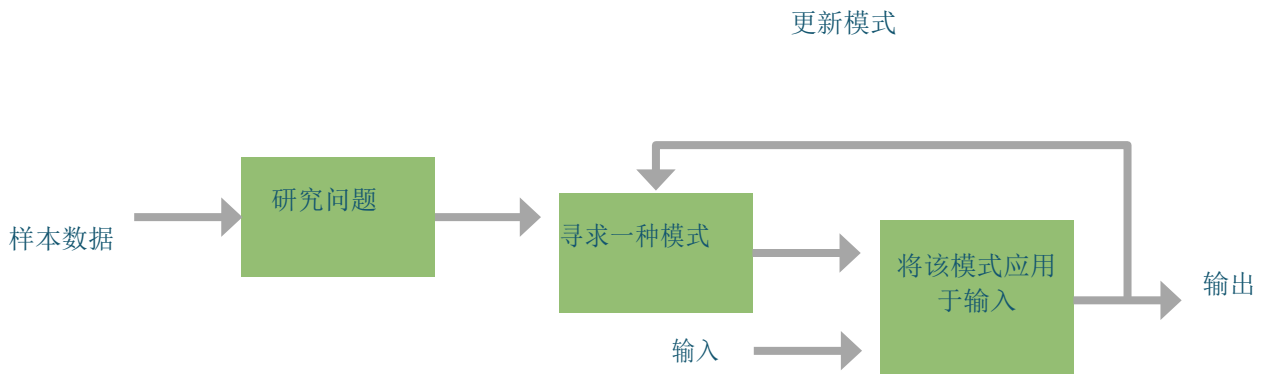 更新模式
研究问题
样本数据
寻求一种模式
将该模式应用
于输入
输出
输入